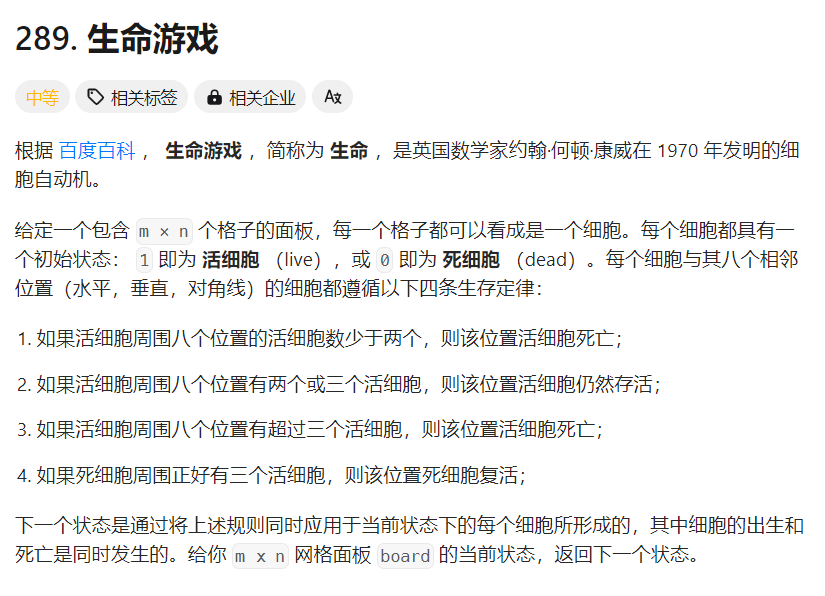 289. 生命游戏
中等 相关标签 相关企业 Aあ
根据 百度百科 ， 生命游戏 ，简称为 生命 ，是英国数学家约翰·何顿·康威在 1970 年发明的细
胞自动机。
给定一个包含 m × n 个格子的面板，每一个格子都可以看成是一个细胞。每个细胞都具有一
个初始状态： 1 即为 活细胞 （live），或 0 即为 死细胞 （dead）。每个细胞与其八个相邻
位置（水平，垂直，对角线）的细胞都遵循以下四条生存定律：
1. 如果活细胞周围八个位置的活细胞数少于两个，则该位置活细胞死亡；
2. 如果活细胞周围八个位置有两个或三个活细胞，则该位置活细胞仍然存活；
3. 如果活细胞周围八个位置有超过三个活细胞，则该位置活细胞死亡；
4. 如果死细胞周围正好有三个活细胞，则该位置死细胞复活；
下一个状态是通过将上述规则同时应用于当前状态下的每个细胞所形成的，其中细胞的出生和
死亡是同时发生的。给你 m x n 网格面板 board 的当前状态，返回下一个状态。